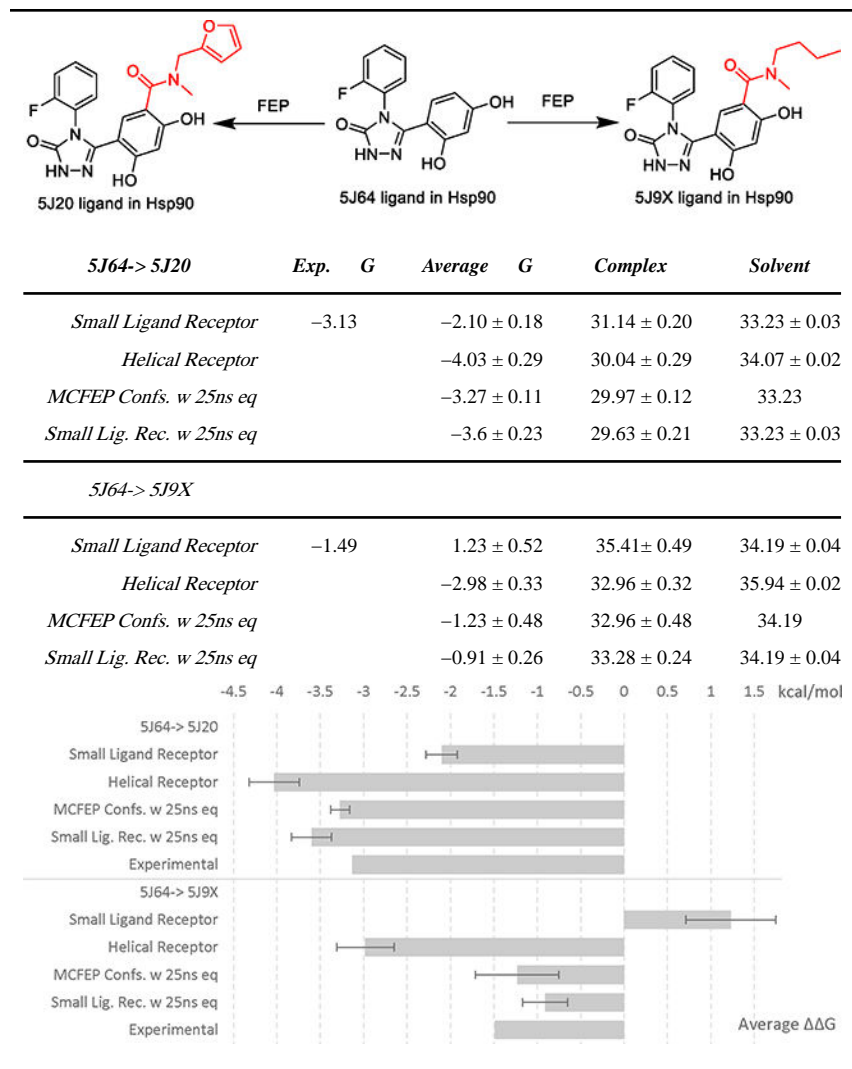 O
O
N
O
N
F
N
OH
O
HN-N
HO
5J20 ligand in Hsp90
FEP
F
N
O
OH
HN-N
HO
5J64 ligand in Hsp90
FEP
F
N
OH
O
HN-N
HO
5J9X ligand in Hsp90
5J64-> 5J20 Exp. G Average G Complex Solvent
Small Ligand Receptor −3.13 −2.10 ± 0.18 31.14 ± 0.20 33.23 ± 0.03
Helical Receptor −4.03 ± 0.29 30.04 ± 0.29 34.07 ± 0.02
MCFEP Confs. w 25ns eq −3.27 ± 0.11 29.97 ± 0.12 33.23
Small Lig. Rec. w 25ns eq −3.6 ± 0.23 29.63 ± 0.21 33.23 ± 0.03
5J64-> 5J9X
Small Ligand Receptor −1.49 1.23 ± 0.52 35.41± 0.49 34.19 ± 0.04
Helical Receptor −2.98 ± 0.33 32.96 ± 0.32 35.94 ± 0.02
MCFEP Confs. w 25ns eq −1.23 ± 0.48 32.96 ± 0.48 34.19
Small Lig. Rec. w 25ns eq −0.91 ± 0.26 33.28 ± 0.24 34.19 ± 0.04
-4.5 -4 -3.5 -3 -2.5 -2 -1.5 -1 -0.5 0 0.5 1 1.5 kcal/mol
5J64-> 5J20
Small Ligand Receptor
Helical Receptor
MCFEP Confs. w 25ns eq
Small Lig. Rec. w 25ns eq
Experimental
5J64-> 5J9X
Small Ligand Receptor
Helical Receptor
MCFEP Confs. w 25ns eq
Small Lig. Rec. w 25ns eq
Experimental
Average ΔΔG